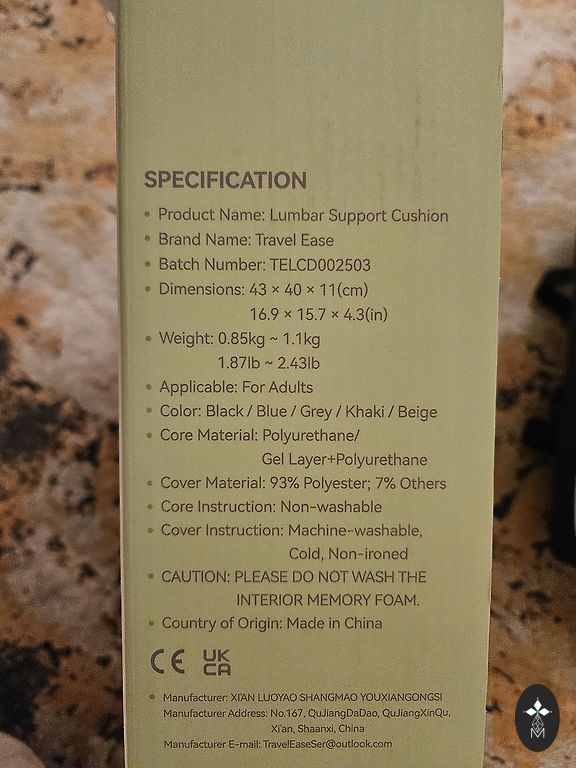 SPECIFICATION
• Product Name: Lumbar Support Cushion
• Brand Name: Travel Ease
• Batch Number: TELCD002503
• Dimensions: 43 × 40 × 11(cm)
16.9 × 15.7 × 4.3(in)
• Weight: 0.85kg ~ 1.1kg
1.87lb ~ 2.43lb
• Applicable: For Adults
• Color: Black / Blue / Grey / Khaki / Beige
• Core Material: Polyurethane/
Gel Layer+Polyurethane
• Cover Material: 93% Polyester; 7% Others
• Core Instruction: Non-washable
• Cover Instruction: Machine-washable,
Cold, Non-ironed
• CAUTION: PLEASE DO NOT WASH THE
INTERIOR MEMORY FOAM.
• Country of Origin: Made in China
CE UK
CA
• Manufacturer: XI'AN LUOYAO SHANGMAO YOUXIANGONGSI
Manufacturer Address: No.167, QuJiangDaDao, QuJiangXinQu,
Xi'an, Shaanxi, China
Manufacturer E-mail: TravelEaseSer@outlook.com
M